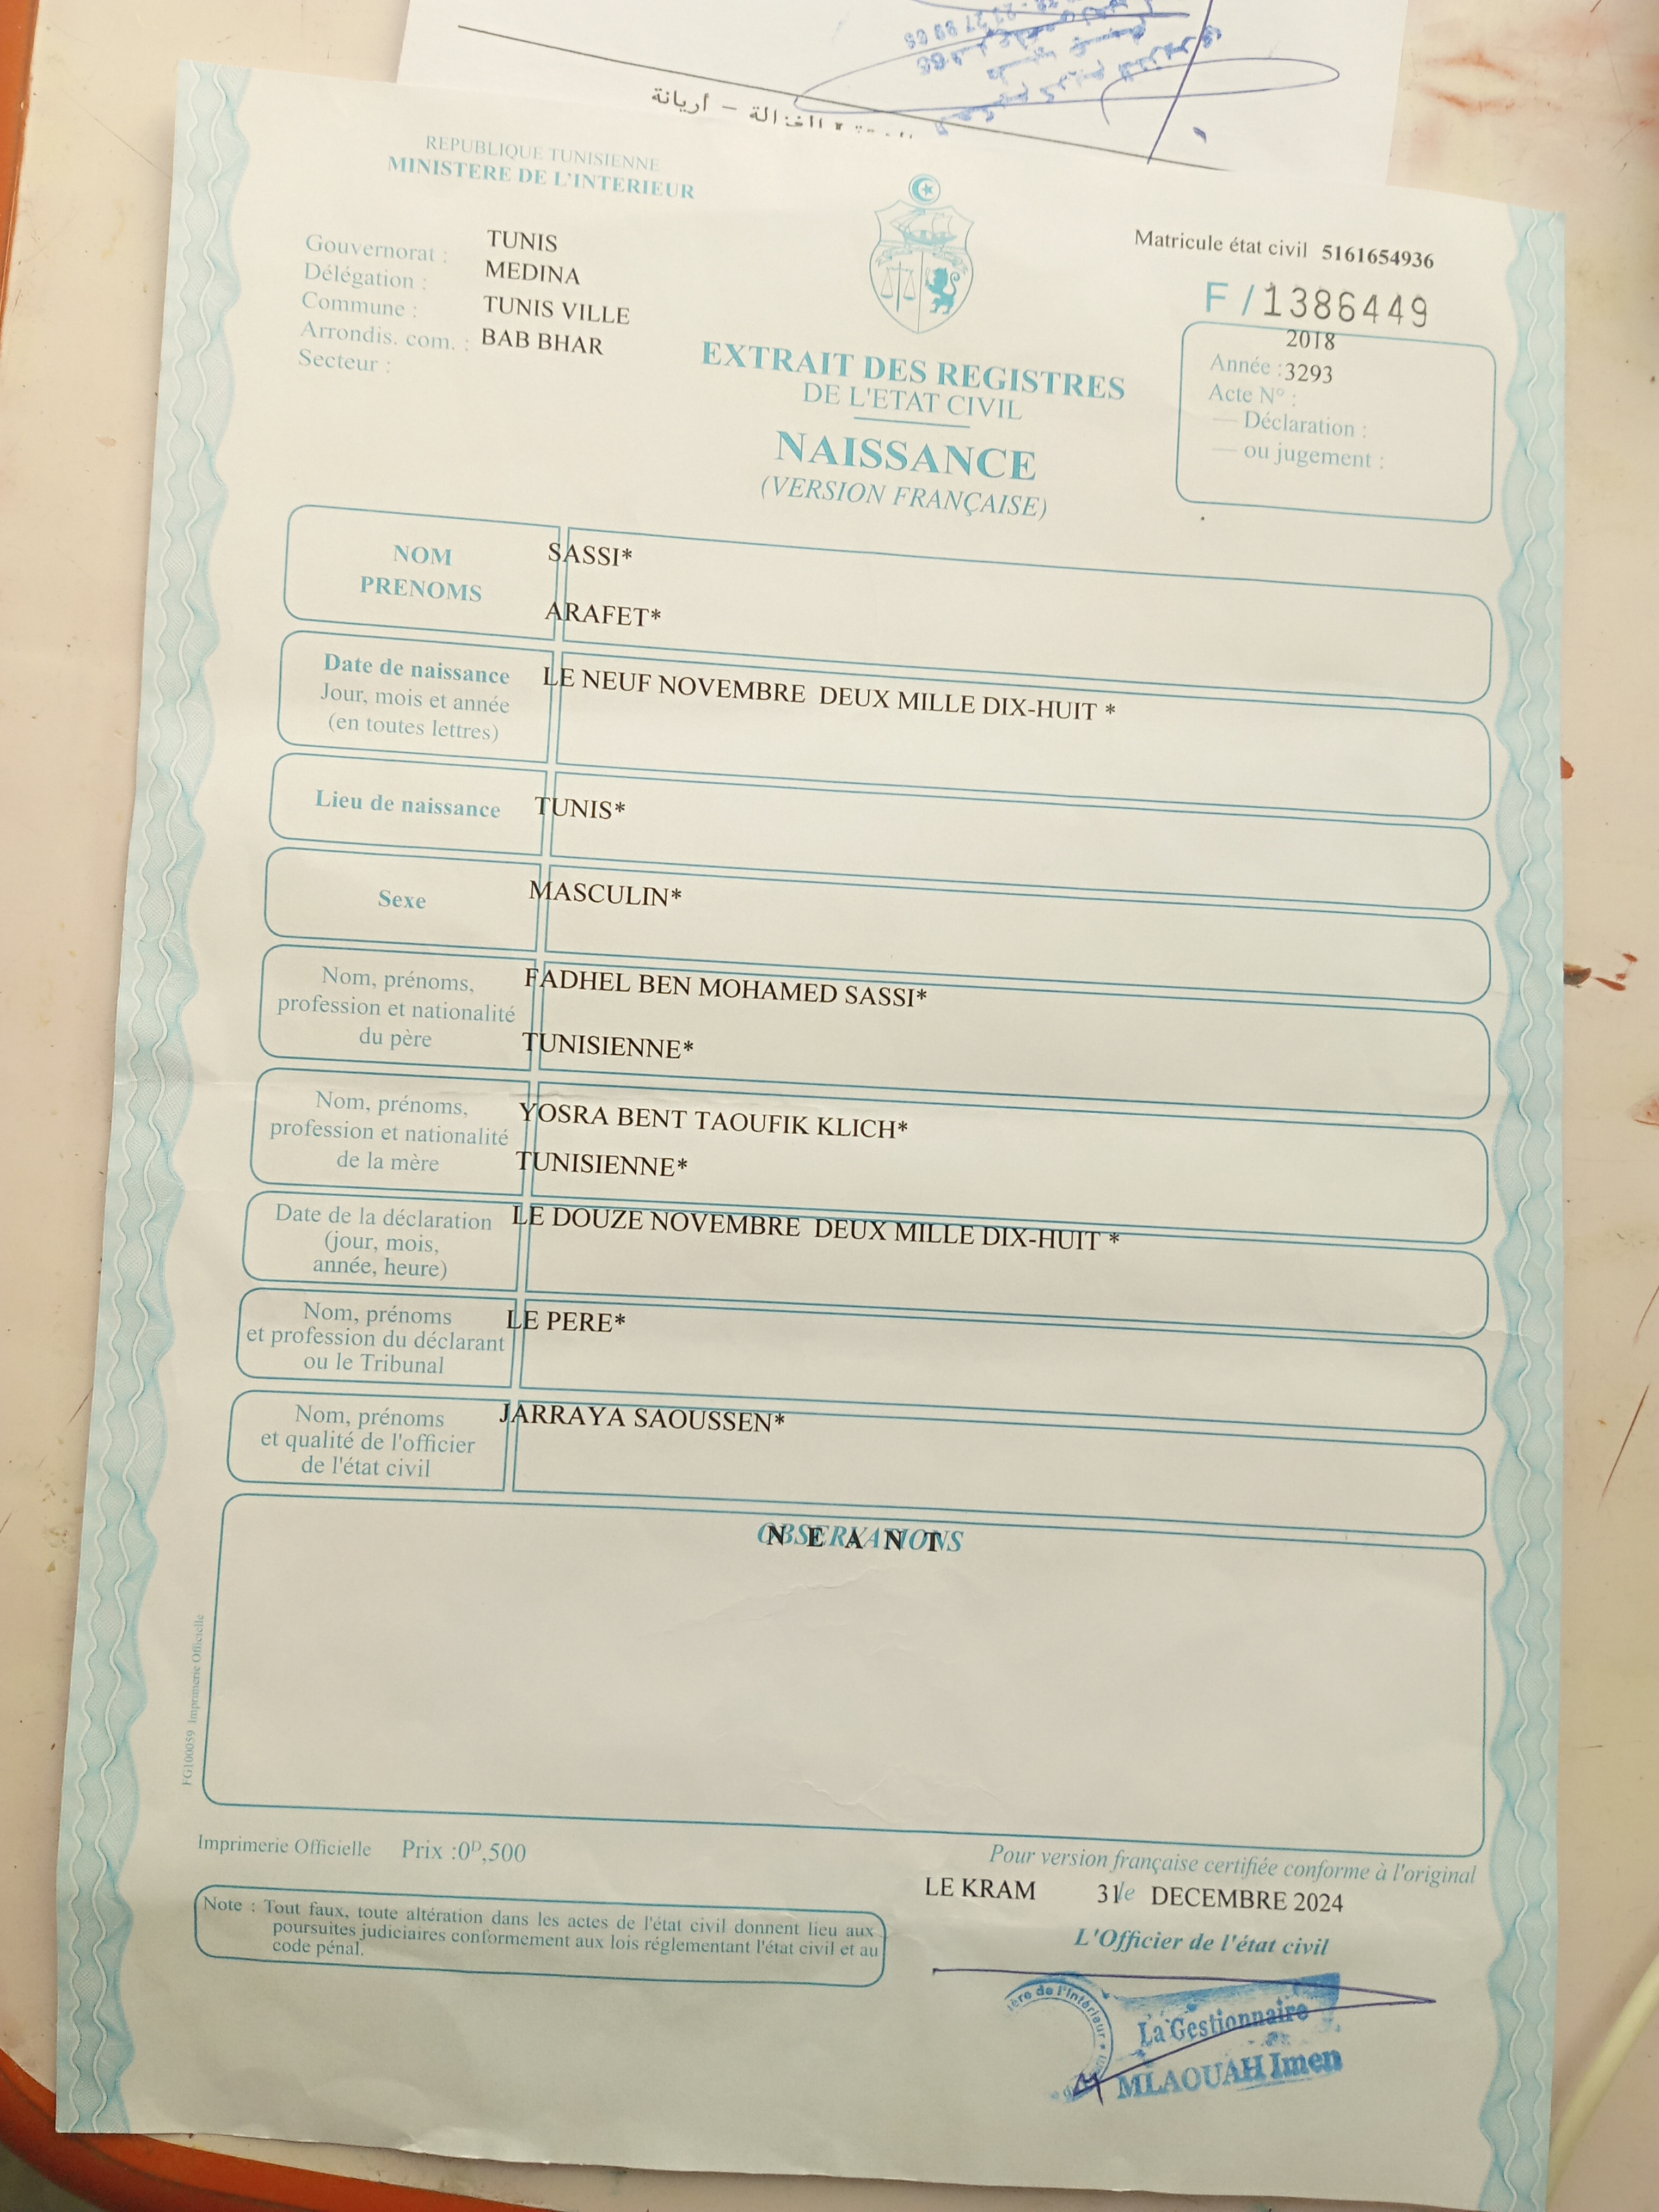 أريانة – الغزالة
REPUBLIQUE TUNISIENNE
MINISTERE DE L'INTERIEUR
Gouvernorat : TUNIS
Délégation : MEDINA
Commune : TUNIS VILLE
Arrondis. com. : BAB BHAR
Secteur :
Matricule état civil 5161654936
F / 1386449
2018
Année : 3293
Acte N° :
— Déclaration :
— ou jugement :
EXTRAIT DES REGISTRES
DE L'ETAT CIVIL
NAISSANCE
(VERSION FRANÇAISE)
NOM SASSI*
PRENOMS ARAFET*
Date de naissance LE NEUF NOVEMBRE DEUX MILLE DIX-HUIT *
Jour, mois et année
(en toutes lettres)
Lieu de naissance TUNIS*
Sexe MASCULIN*
Nom, prénoms, FADHEL BEN MOHAMED SASSI*
profession et nationalité
du père TUNISIENNE*
Nom, prénoms, YOSRA BENT TAOUFIK KLICH*
profession et nationalité
de la mère TUNISIENNE*
Date de la déclaration LE DOUZE NOVEMBRE DEUX MILLE DIX-HUIT *
(jour, mois,
année, heure)
Nom, prénoms LE PERE*
et profession du déclarant
ou le Tribunal
Nom, prénoms JARRAYA SAOUSSEN*
et qualité de l'officier
de l'état civil
OBSERVATIONS
N E A N T
FG100059 Imprimerie Officielle
Imprimerie Officielle Prix :0ᴰ,500
Pour version française certifiée conforme à l'original
LE KRAM 31 le DECEMBRE 2024
L'Officier de l'état civil
Note : Tout faux, toute altération dans les actes de l'état civil donnent lieu aux
poursuites judiciaires conformement aux lois réglementant l'état civil et au
code pénal.
ère de l'Intérieur
La Gestionnaire
MLAOUAH Imen